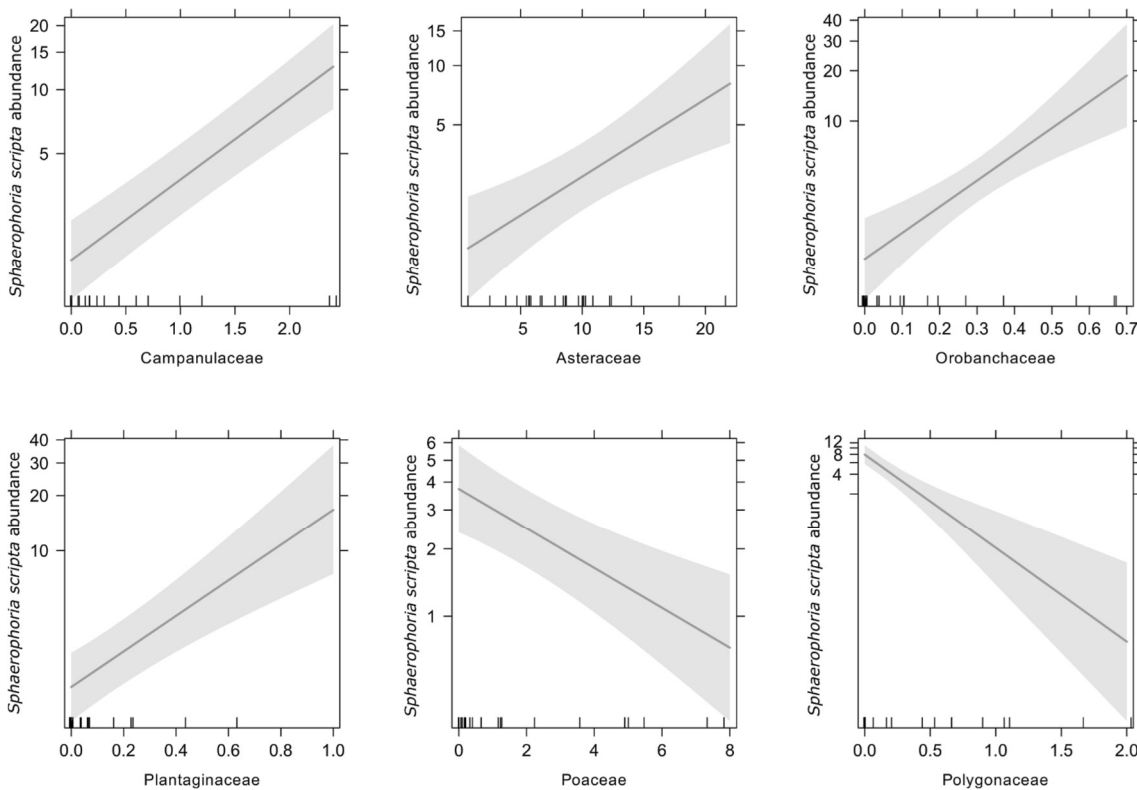 20
15
10
5
Sphaerophoria scripta abundance
0.0 0.5 1.0 1.5 2.0
Campanulaceae
15
10
5
Sphaerophoria scripta abundance
5 10 15 20
Asteraceae
40
30
20
10
Sphaerophoria scripta abundance
0.0 0.1 0.2 0.3 0.4 0.5 0.6 0.7
Orobanchaceae
40
30
20
10
Sphaerophoria scripta abundance
0.0 0.2 0.4 0.6 0.8 1.0
Plantaginaceae
6
5
4
3
2
1
Sphaerophoria scripta abundance
0 2 4 6 8
Poaceae
12
8
4
Sphaerophoria scripta abundance
0.0 0.5 1.0 1.5 2.0
Polygonaceae